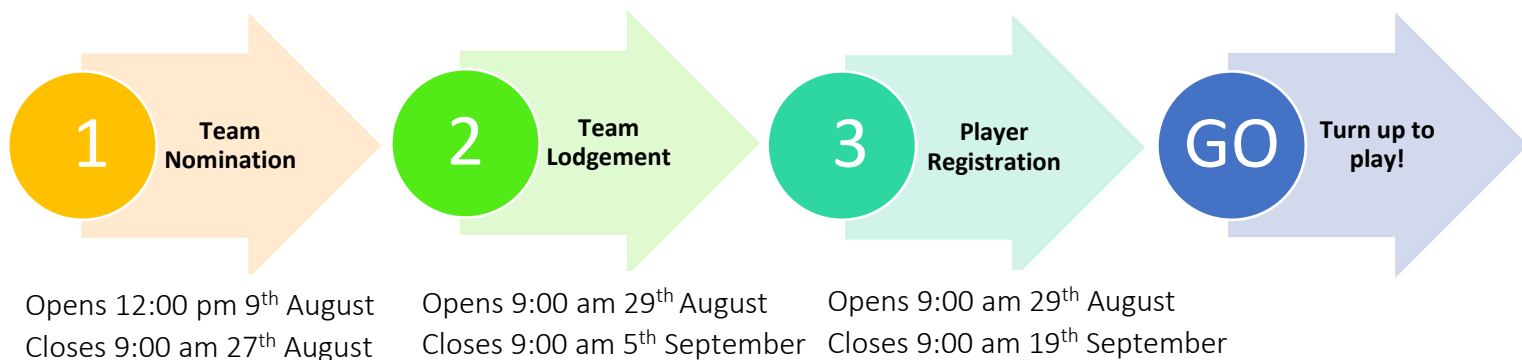 1
Team
Nomination
2
Team
Lodgement
3
Player
Registration
GO
Turn up to
play!
Opens 12:00 pm 9th August
Closes 9:00 am 27th August
Opens 9:00 am 29th August
Closes 9:00 am 5th September
Opens 9:00 am 29th August
Closes 9:00 am 19th September